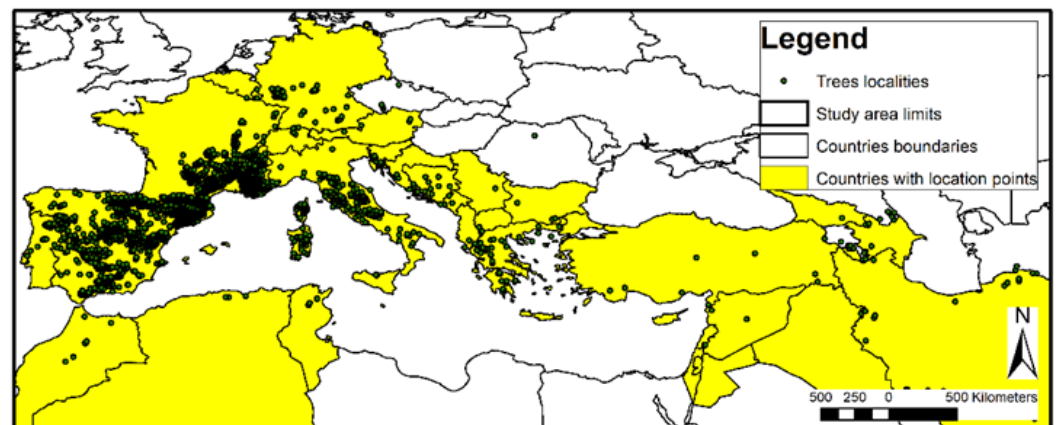 Legend
Trees localities
Study area limits
Countries boundaries
Countries with location points
N
500 250 0 500 Kilometers